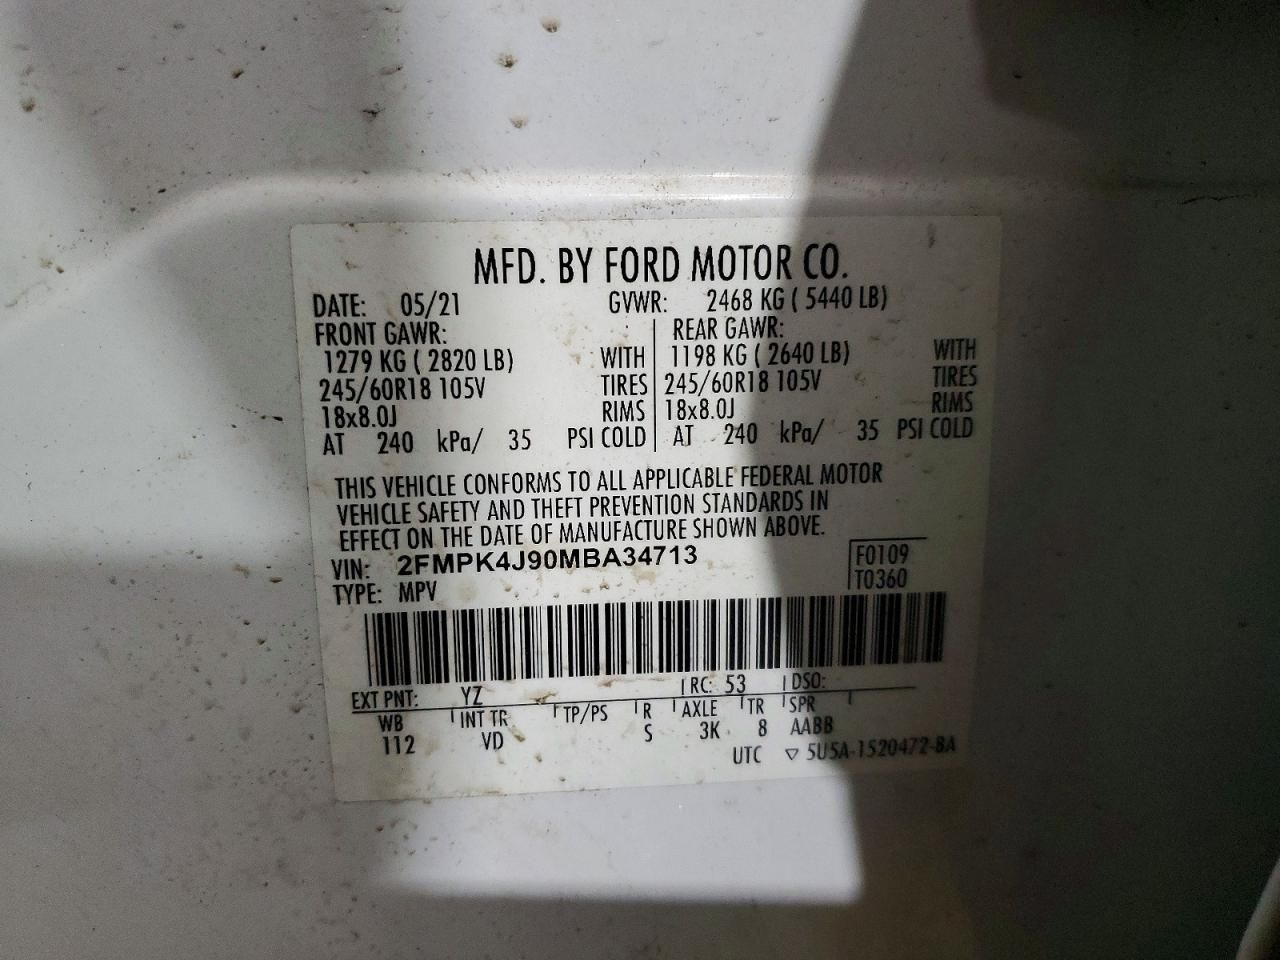 MFD. BY FORD MOTOR CO.
DATE: 05/21 GVWR: 2468 KG ( 5440 LB)
FRONT GAWR: REAR GAWR:
1279 KG ( 2820 LB) WITH 1198 KG ( 2640 LB) WITH
245/60R18 105V TIRES 245/60R18 105V TIRES
18x8.0J RIMS 18x8.0J RIMS
AT 240 kPa/ 35 PSI COLD AT 240 kPa/ 35 PSI COLD
THIS VEHICLE CONFORMS TO ALL APPLICABLE FEDERAL MOTOR
VEHICLE SAFETY AND THEFT PREVENTION STANDARDS IN
EFFECT ON THE DATE OF MANUFACTURE SHOWN ABOVE.
VIN: 2FMPK4J90MBA34713 F0109
TYPE: MPV T0360
EXT PNT: YZ RC: 53 DSO:
WB INT TR TP/PS R AXLE TR SPR
112 VD S 3K 8 AABB
UTC ▽ 5U5A-1520472-BA